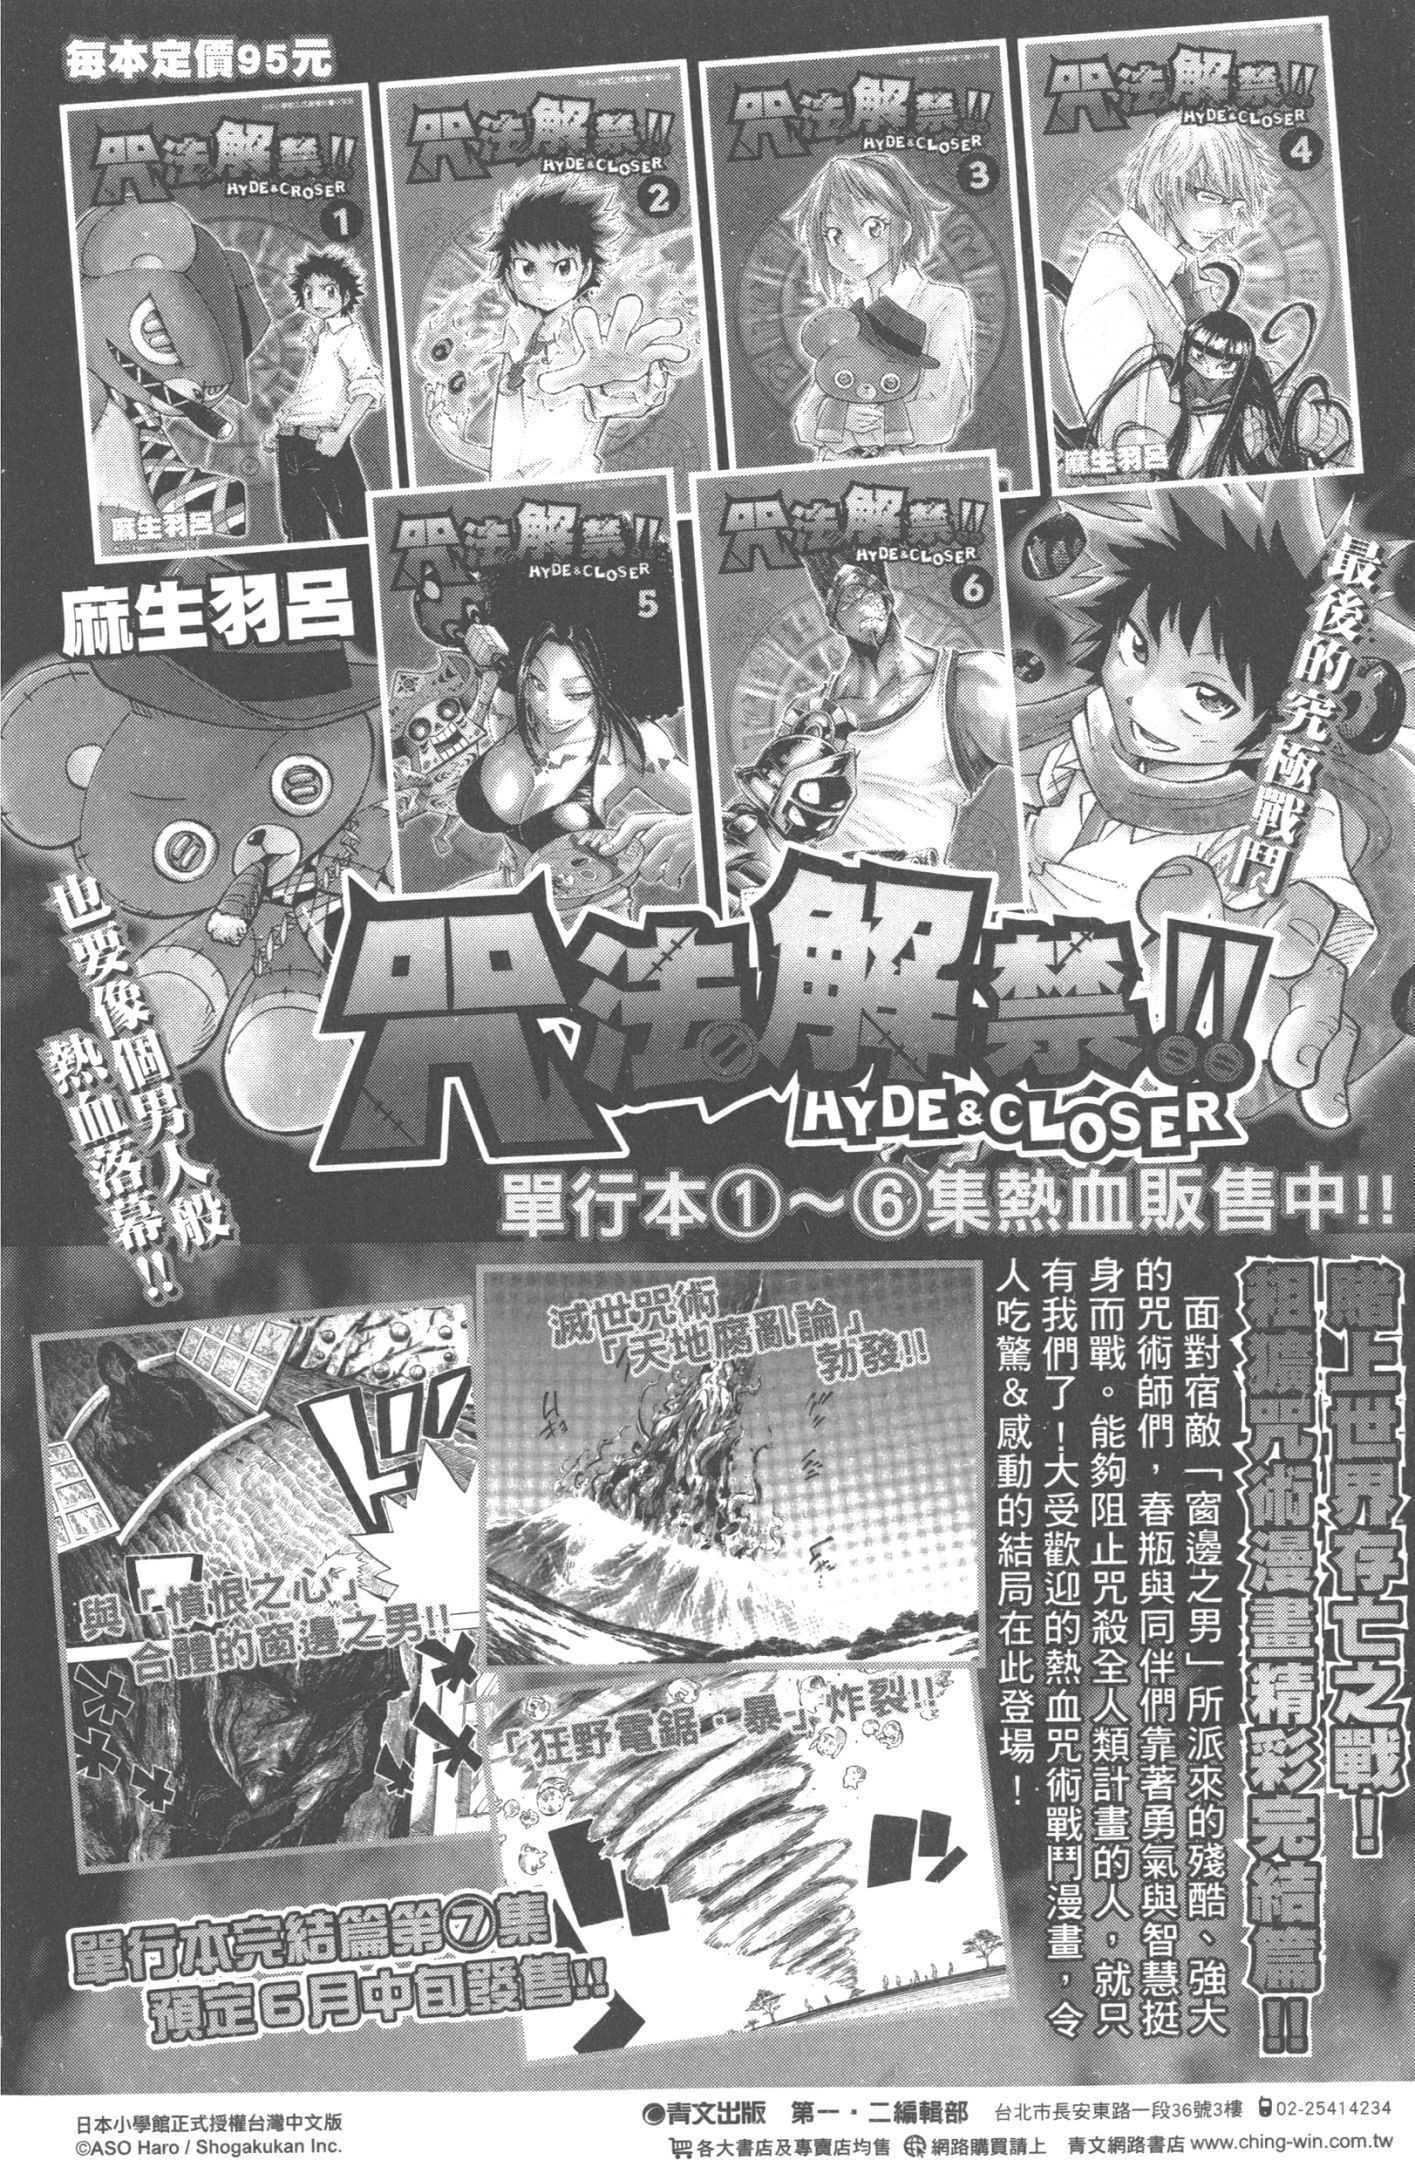 每本定價95元
咒法解禁!!
HYDE&CROSER
1
麻生羽呂
咒法解禁!!
HYDE&CLOSER
2
咒法解禁!!
HYDE&CLOSER
3
咒法解禁!!
HYDE&CLOSER
4
麻生羽呂
咒法解禁!!
HYDE&CLOSER
5
咒法解禁!!
HYDE&CLOSER
6
麻生羽呂
最後的究極戰鬥
也要像個男人般
熱血落幕!!
咒法解禁!!
HYDE&CLOSER
單行本①～⑥集熱血販售中!!
賭上世界存亡之戰!
粗獷咒術漫畫精彩完結篇!!
面對宿敵「窗邊之男」所派來的殘酷、強大
的咒術師們，春瓶與同伴們靠著勇氣與智慧挺
身而戰。能夠阻止咒殺全人類計畫的人，就只
有我們了！大受歡迎的熱血咒術戰鬥漫畫，令
人吃驚＆感動的結局在此登場！
滅世咒術
「天地腐亂論」
勃發!!
與「憤恨之心」
合體的窗邊之男!!
「狂野電鋸・暴」炸裂!!
單行本完結篇第⑦集
預定6月中旬發售!!
日本小學館正式授權台灣中文版
©ASO Haro / Shogakukan Inc.
青文出版 第一・二編輯部 台北市長安東路一段36號3樓 02-25414234
各大書店及專賣店均售 網路購買請上 青文網路書店 www.ching-win.com.tw